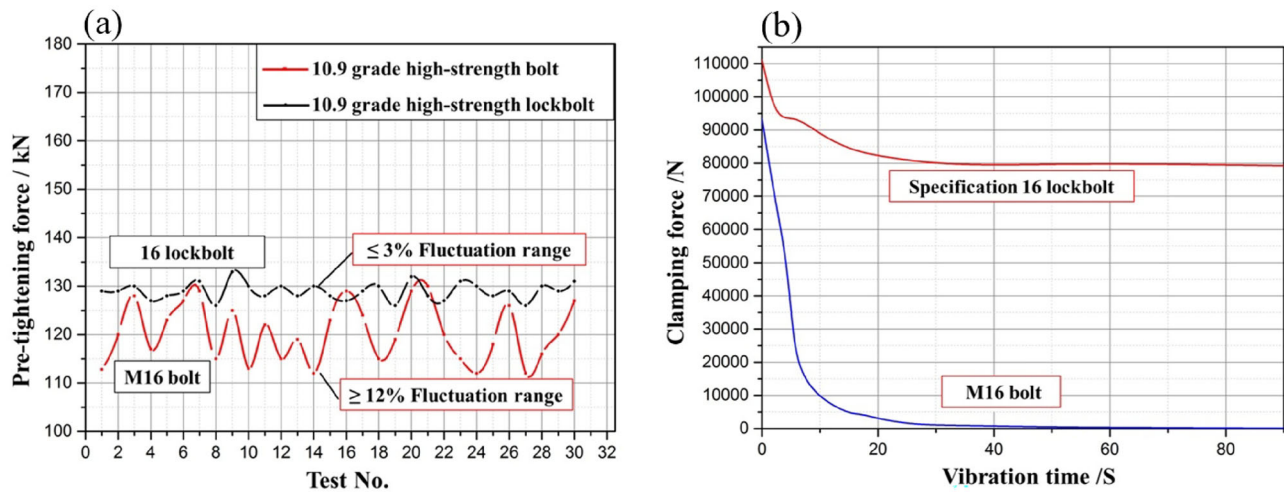 (a)
180
170
160
150
140
130
120
110
100
Pre-tightening force / kN
10.9 grade high-strength bolt
10.9 grade high-strength lockbolt
16 lockbolt
≤ 3% Fluctuation range
M16 bolt
≥ 12% Fluctuation range
0 2 4 6 8 10 12 14 16 18 20 22 24 26 28 30 32
Test No.
(b)
110000
100000
90000
80000
70000
60000
50000
40000
30000
20000
10000
0
Clamping force /N
Specification 16 lockbolt
M16 bolt
0 20 40 60 80
Vibration time /S